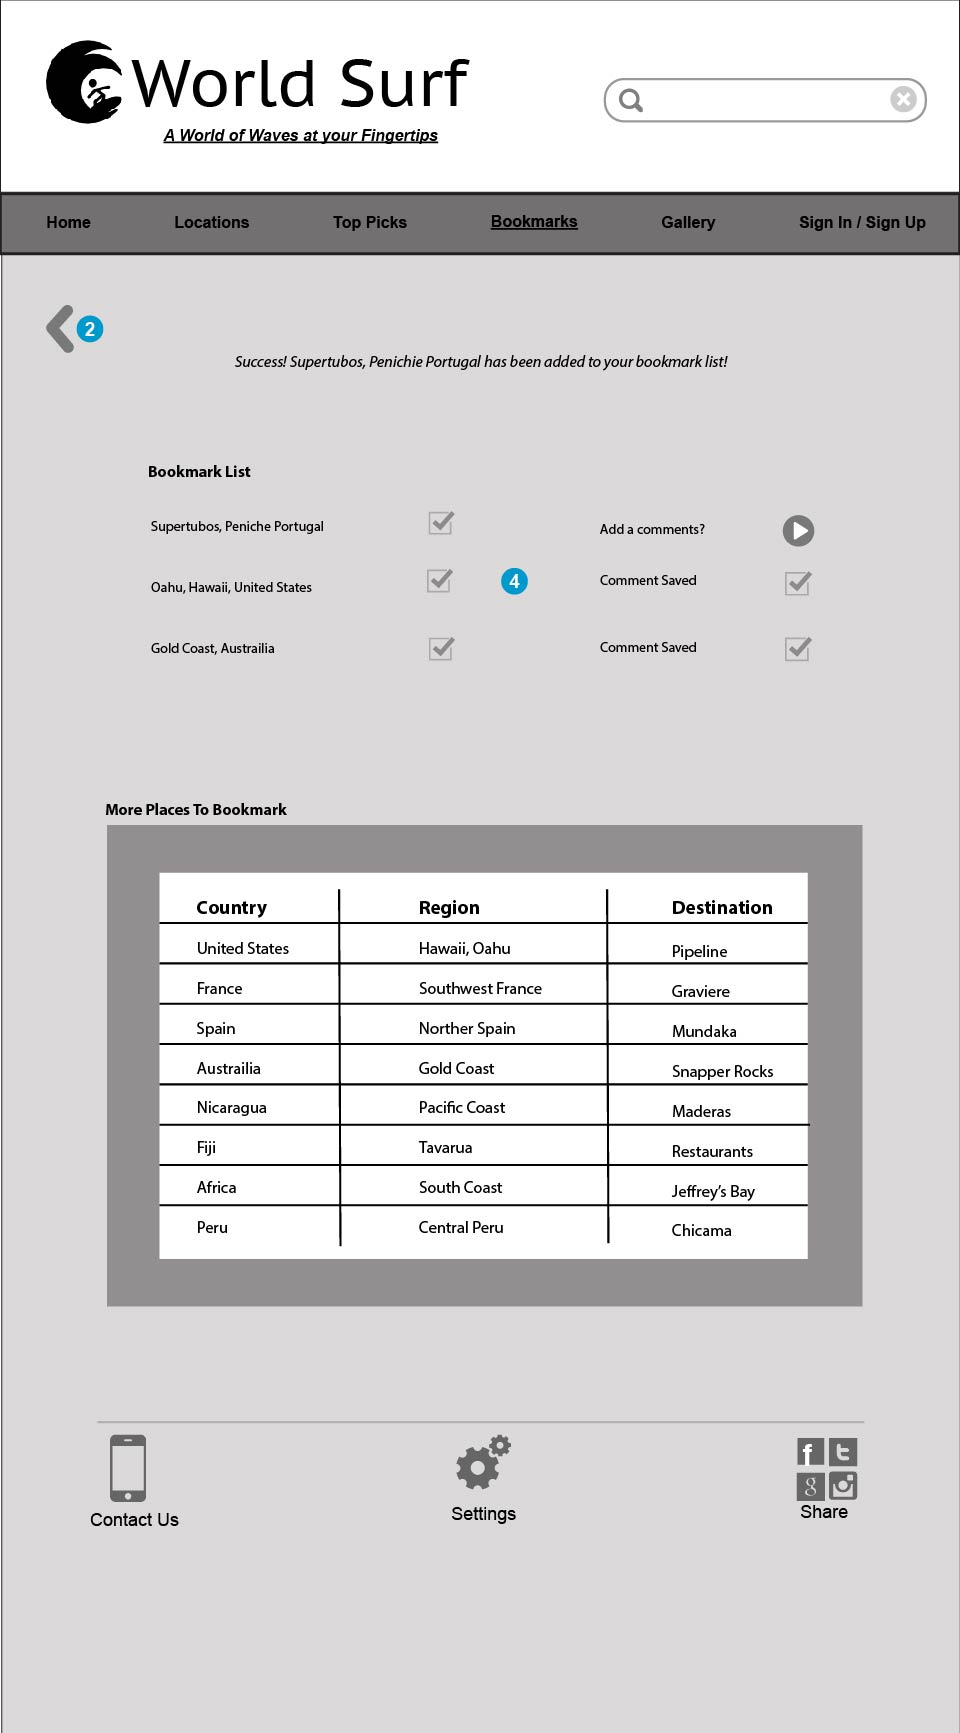 World Surf
A World of Waves at your Fingertips
Home Locations Top Picks Bookmarks Gallery Sign In / Sign Up
2
Success! Supertubos, Penichie Portugal has been added to your bookmark list!
Bookmark List
Supertubos, Peniche Portugal Add a comments?
Oahu, Hawaii, United States 4 Comment Saved
Gold Coast, Austrailia Comment Saved
More Places To Bookmark
Country Region Destination
United States Hawaii, Oahu Pipeline
France Southwest France Graviere
Spain Norther Spain Mundaka
Austrailia Gold Coast Snapper Rocks
Nicaragua Pacific Coast Maderas
Fiji Tavarua Restaurants
Africa South Coast Jeffrey’s Bay
Peru Central Peru Chicama
f t
g
Contact Us Settings Share